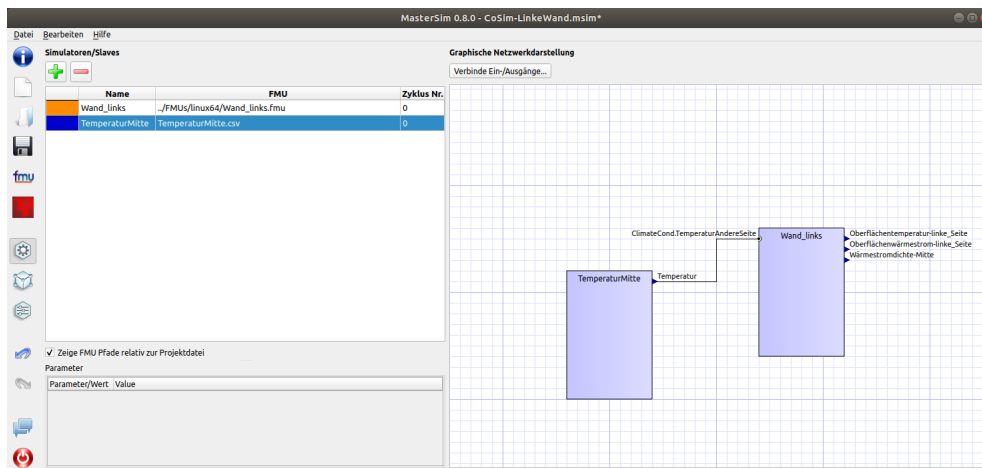 MasterSim 0.8.0 - CoSim-LinkeWand.msim*
Datei Bearbeiten Hilfe
Simulatoren/Slaves
Name FMU Zyklus Nr.
Wand_links ../FMUs/linux64/Wand_links.fmu 0
TemperaturMitte TemperaturMitte.csv 0
fmu
Zeige FMU Pfade relativ zur Projektdatei
Parameter
Parameter/Wert Value
Graphische Netzwerkdarstellung
Verbinde Ein-/Ausgänge...
ClimateCond.TemperaturAndereSeite
Wand_links
Oberflächentemperatur-linke_Seite
Oberflächenwärmestrom-linke_Seite
Wärmestromdichte-Mitte
TemperaturMitte
Temperatur